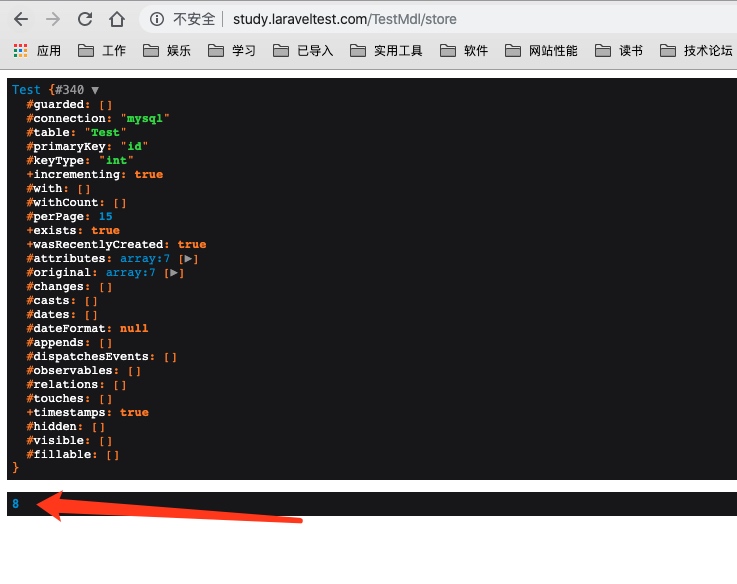 不安全 study.laraveltest.com/TestMdl/store
应用 工作 娱乐 学习 已导入 实用工具 软件 网站性能 读书 技术论坛
Test {#340 ▼
#guarded: []
#connection: "mysql"
#table: "Test"
#primaryKey: "id"
#keyType: "int"
+incrementing: true
#with: []
#withCount: []
#perPage: 15
+exists: true
+wasRecentlyCreated: true
#attributes: array:7 [▶]
#original: array:7 [▶]
#changes: []
#casts: []
#dates: []
#dateFormat: null
#appends: []
#dispatchesEvents: []
#observables: []
#relations: []
#touches: []
+timestamps: true
#hidden: []
#visible: []
#fillable: []
}
8